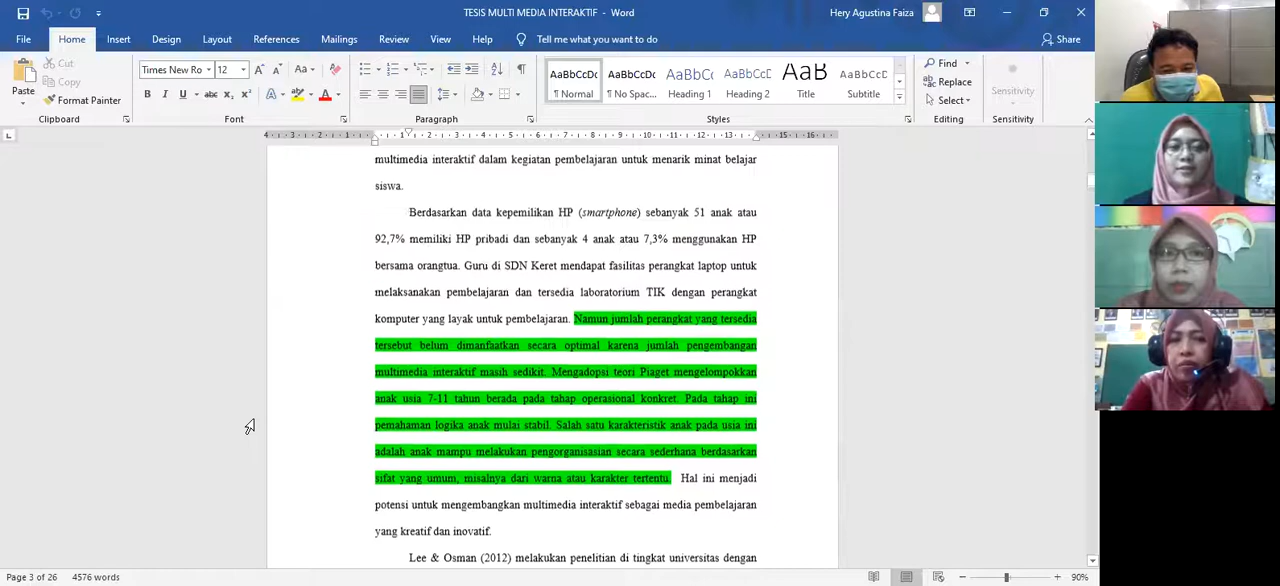 TESIS MULTI MEDIA INTERAKTIF - Word
Hery Agustina Faiza
File Home Insert Design Layout References Mailings Review View Help Tell me what you want to do Share
Paste
Cut
Copy
Format Painter
Clipboard
Times New Ro 12
Font
Paragraph
AaBbCcDc AaBbCcDc AaBbC AaBbCcD AaB AaBbCcD
¶ Normal ¶ No Spac... Heading 1 Heading 2 Title Subtitle
Styles
Find
Replace
Select
Editing
Sensitivity
Sensitivity
multimedia interaktif dalam kegiatan pembelajaran untuk menarik minat belajar
siswa.
Berdasarkan data kepemilikan HP (smartphone) sebanyak 51 anak atau
92,7% memiliki HP pribadi dan sebanyak 4 anak atau 7,3% menggunakan HP
bersama orangtua. Guru di SDN Keret mendapat fasilitas perangkat laptop untuk
melaksanakan pembelajaran dan tersedia laboratorium TIK dengan perangkat
komputer yang layak untuk pembelajaran. Namun jumlah perangkat yang tersedia
tersebut belum dimanfaatkan secara optimal karena jumlah pengembangan
multimedia interaktif masih sedikit. Mengadopsi teori Piaget mengelompokkan
anak usia 7-11 tahun berada pada tahap operasional konkret. Pada tahap ini
pemahaman logika anak mulai stabil. Salah satu karakteristik anak pada usia ini
adalah anak mampu melakukan pengorganisasian secara sederhana berdasarkan
sifat yang umum, misalnya dari warna atau karakter tertentu. Hal ini menjadi
potensi untuk mengembangkan multimedia interaktif sebagai media pembelajaran
yang kreatif dan inovatif.
Lee & Osman (2012) melakukan penelitian di tingkat universitas dengan
Page 3 of 26 4576 words
90%